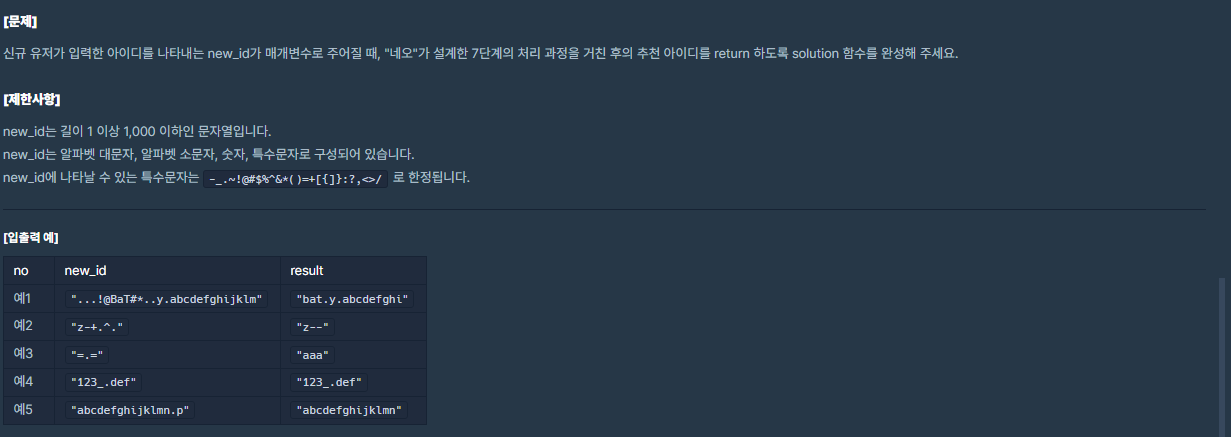 [문제]
신규 유저가 입력한 아이디를 나타내는 new_id가 매개변수로 주어질 때, "네오"가 설계한 7단계의 처리 과정을 거친 후의 추천 아이디를 return 하도록 solution 함수를 완성해 주세요.
[제한사항]
new_id는 길이 1 이상 1,000 이하인 문자열입니다.
new_id는 알파벳 대문자, 알파벳 소문자, 숫자, 특수문자로 구성되어 있습니다.
new_id에 나타날 수 있는 특수문자는 -_.~!@#$%^&*()=+[{]}:?,<>/ 로 한정됩니다.
[입출력 예]
no new_id result
예1 "...!@BaT#*..y.abcdefghijklm" "bat.y.abcdefghi"
예2 "z-+.^." "z--"
예3 "=.=" "aaa"
예4 "123_.def" "123_.def"
예5 "abcdefghijklmn.p" "abcdefghijklmn"